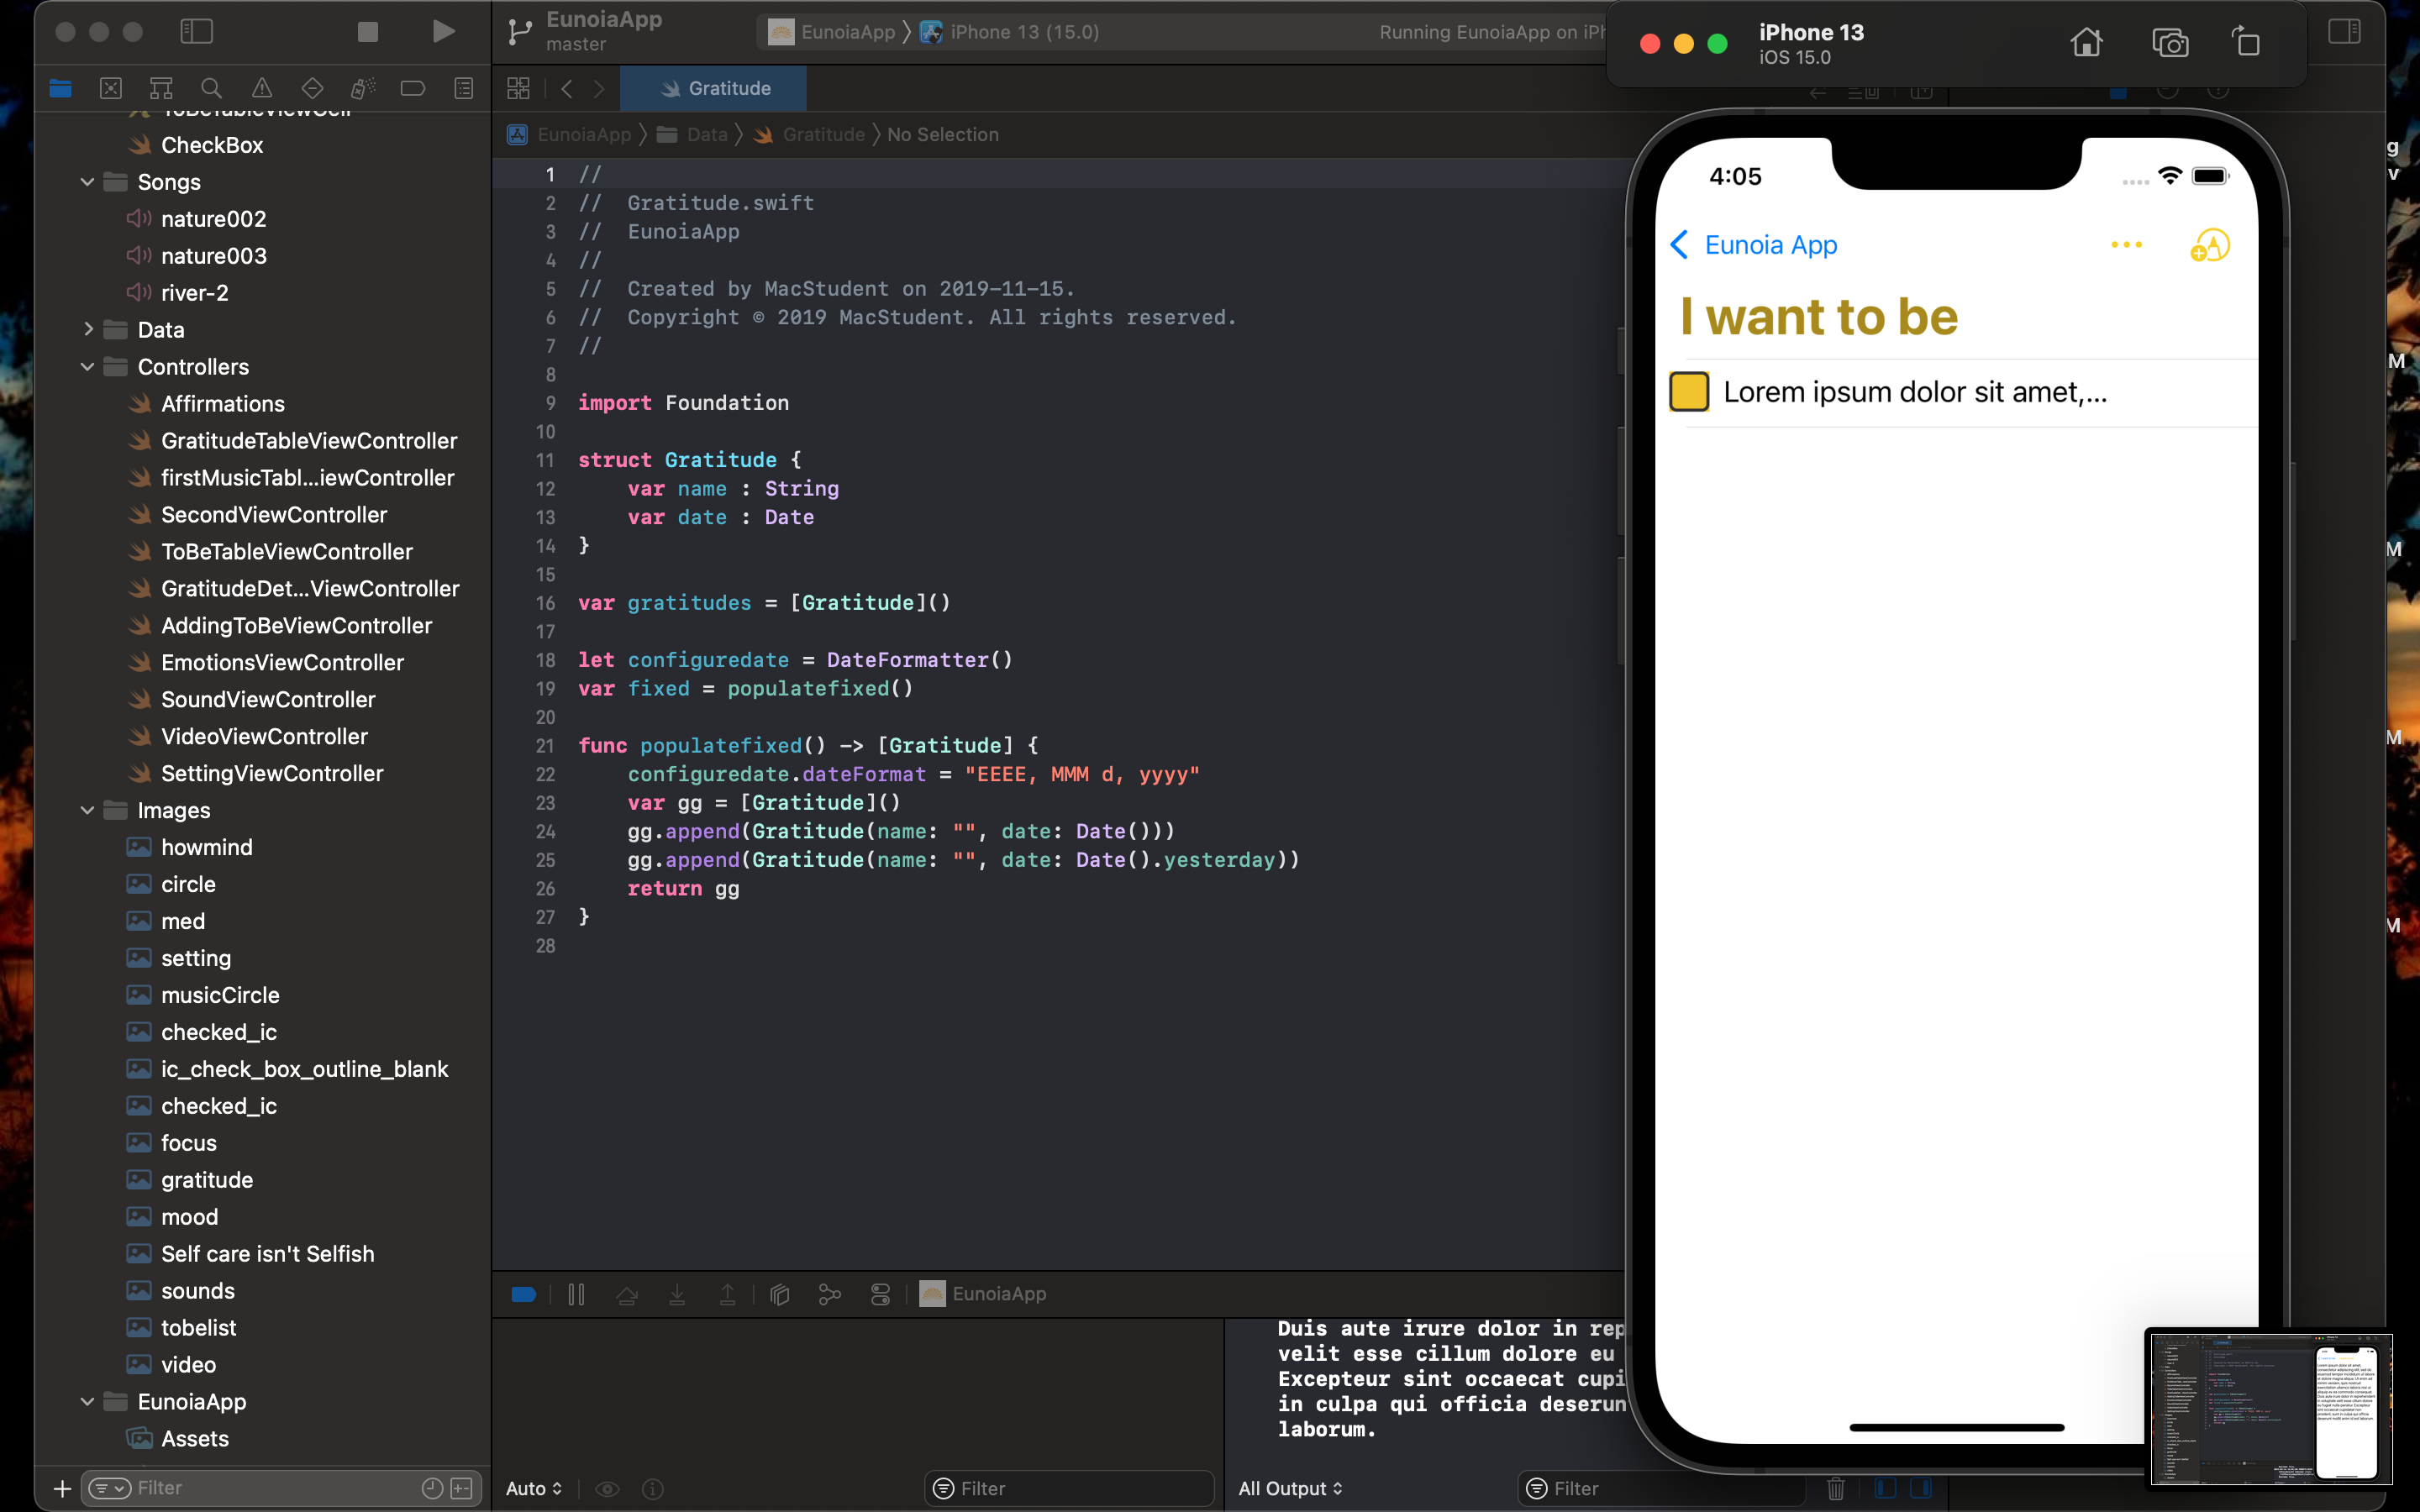 EunoiaApp
master
EunoiaApp
iPhone 13 (15.0)
Running EunoiaApp on iPh
iPhone 13
iOS 15.0
Gratitude
EunoiaApp
Data
Gratitude
No Selection
ToBeTableViewCell
CheckBox
Songs
nature002
nature003
river-2
Data
Controllers
Affirmations
GratitudeTableViewController
firstMusicTabl...iewController
SecondViewController
ToBeTableViewController
GratitudeDet...ViewController
AddingToBeViewController
EmotionsViewController
SoundViewController
VideoViewController
SettingViewController
Images
howmind
circle
med
setting
musicCircle
checked_ic
ic_check_box_outline_blank
checked_ic
focus
gratitude
mood
Self care isn't Selfish
sounds
tobelist
video
EunoiaApp
Assets
Filter
1 //
2 //  Gratitude.swift
3 //  EunoiaApp
4 //
5 //  Created by MacStudent on 2019-11-15.
6 //  Copyright © 2019 MacStudent. All rights reserved.
7 //
8
9 import Foundation
10
11 struct Gratitude {
12     var name : String
13     var date : Date
14 }
15
16 var gratitudes = [Gratitude]()
17
18 let configuredate = DateFormatter()
19 var fixed = populatefixed()
20
21 func populatefixed() -> [Gratitude] {
22     configuredate.dateFormat = "EEEE, MMM d, yyyy"
23     var gg = [Gratitude]()
24     gg.append(Gratitude(name: "", date: Date()))
25     gg.append(Gratitude(name: "", date: Date().yesterday))
26     return gg
27 }
28
EunoiaApp
Duis aute irure dolor in rep
velit esse cillum dolore eu
Excepteur sint occaecat cupi
in culpa qui officia deserun
laborum.
Auto
Filter
All Output
Filter
4:05
Eunoia App
I want to be
Lorem ipsum dolor sit amet,...
g
v
M
M
M
M